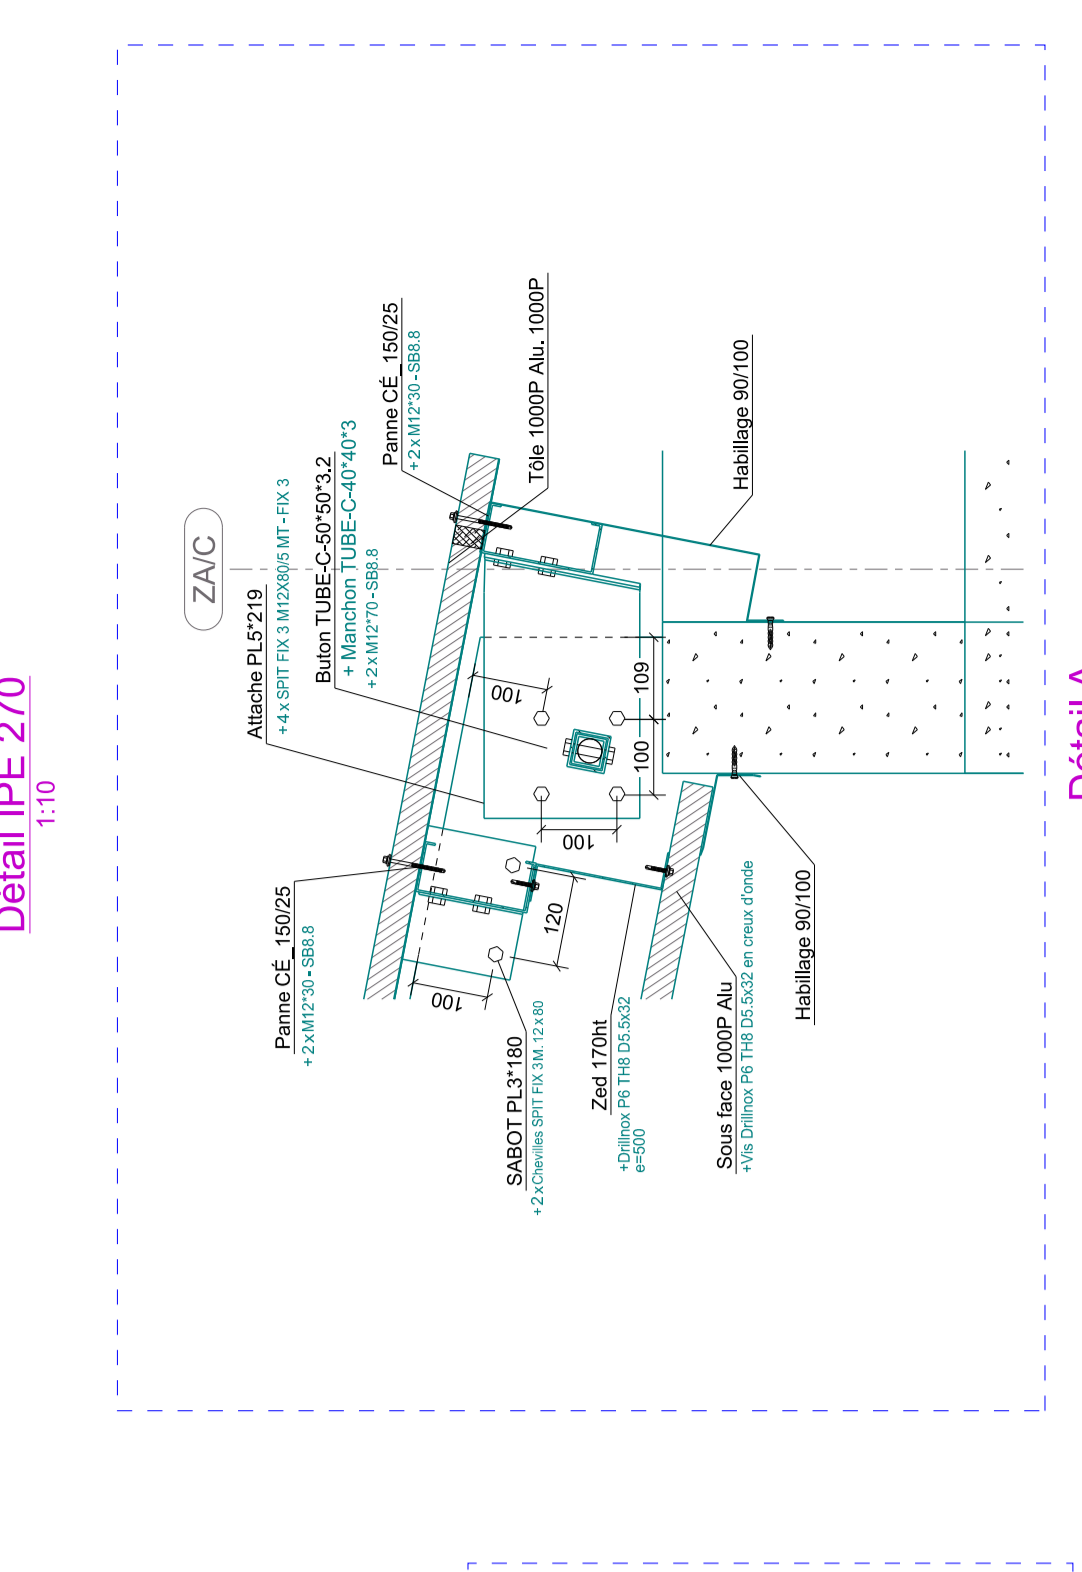 Détail IPE 270
1:10
ZA/C
Attache PL5*219
+4 x SPIT FIX 3 M12X80/5 MT - FIX 3
Buton TUBE-C-50*50*3.2
+ Manchon TUBE-C-40*40*3
+2 x M12*70 - SB8.8
Panne CÉ_150/25
+2 x M12*30 - SB8.8
Tôle 1000P Alu. 1000P
Habillage 90/100
100
109
100
100
120
100
Panne CÉ_150/25
+2 x M12*30 - SB8.8
SABOT PL3*180
+2 x Chevilles SPIT FIX 3 M. 12 x 80
Zed 170ht
+Drillnox P6 TH8 D5.5x32
e=500
Sous face 1000P Alu
+Vis Drillnox P6 TH8 D5.5x32 en creux d'onde
Habillage 90/100
Détail A